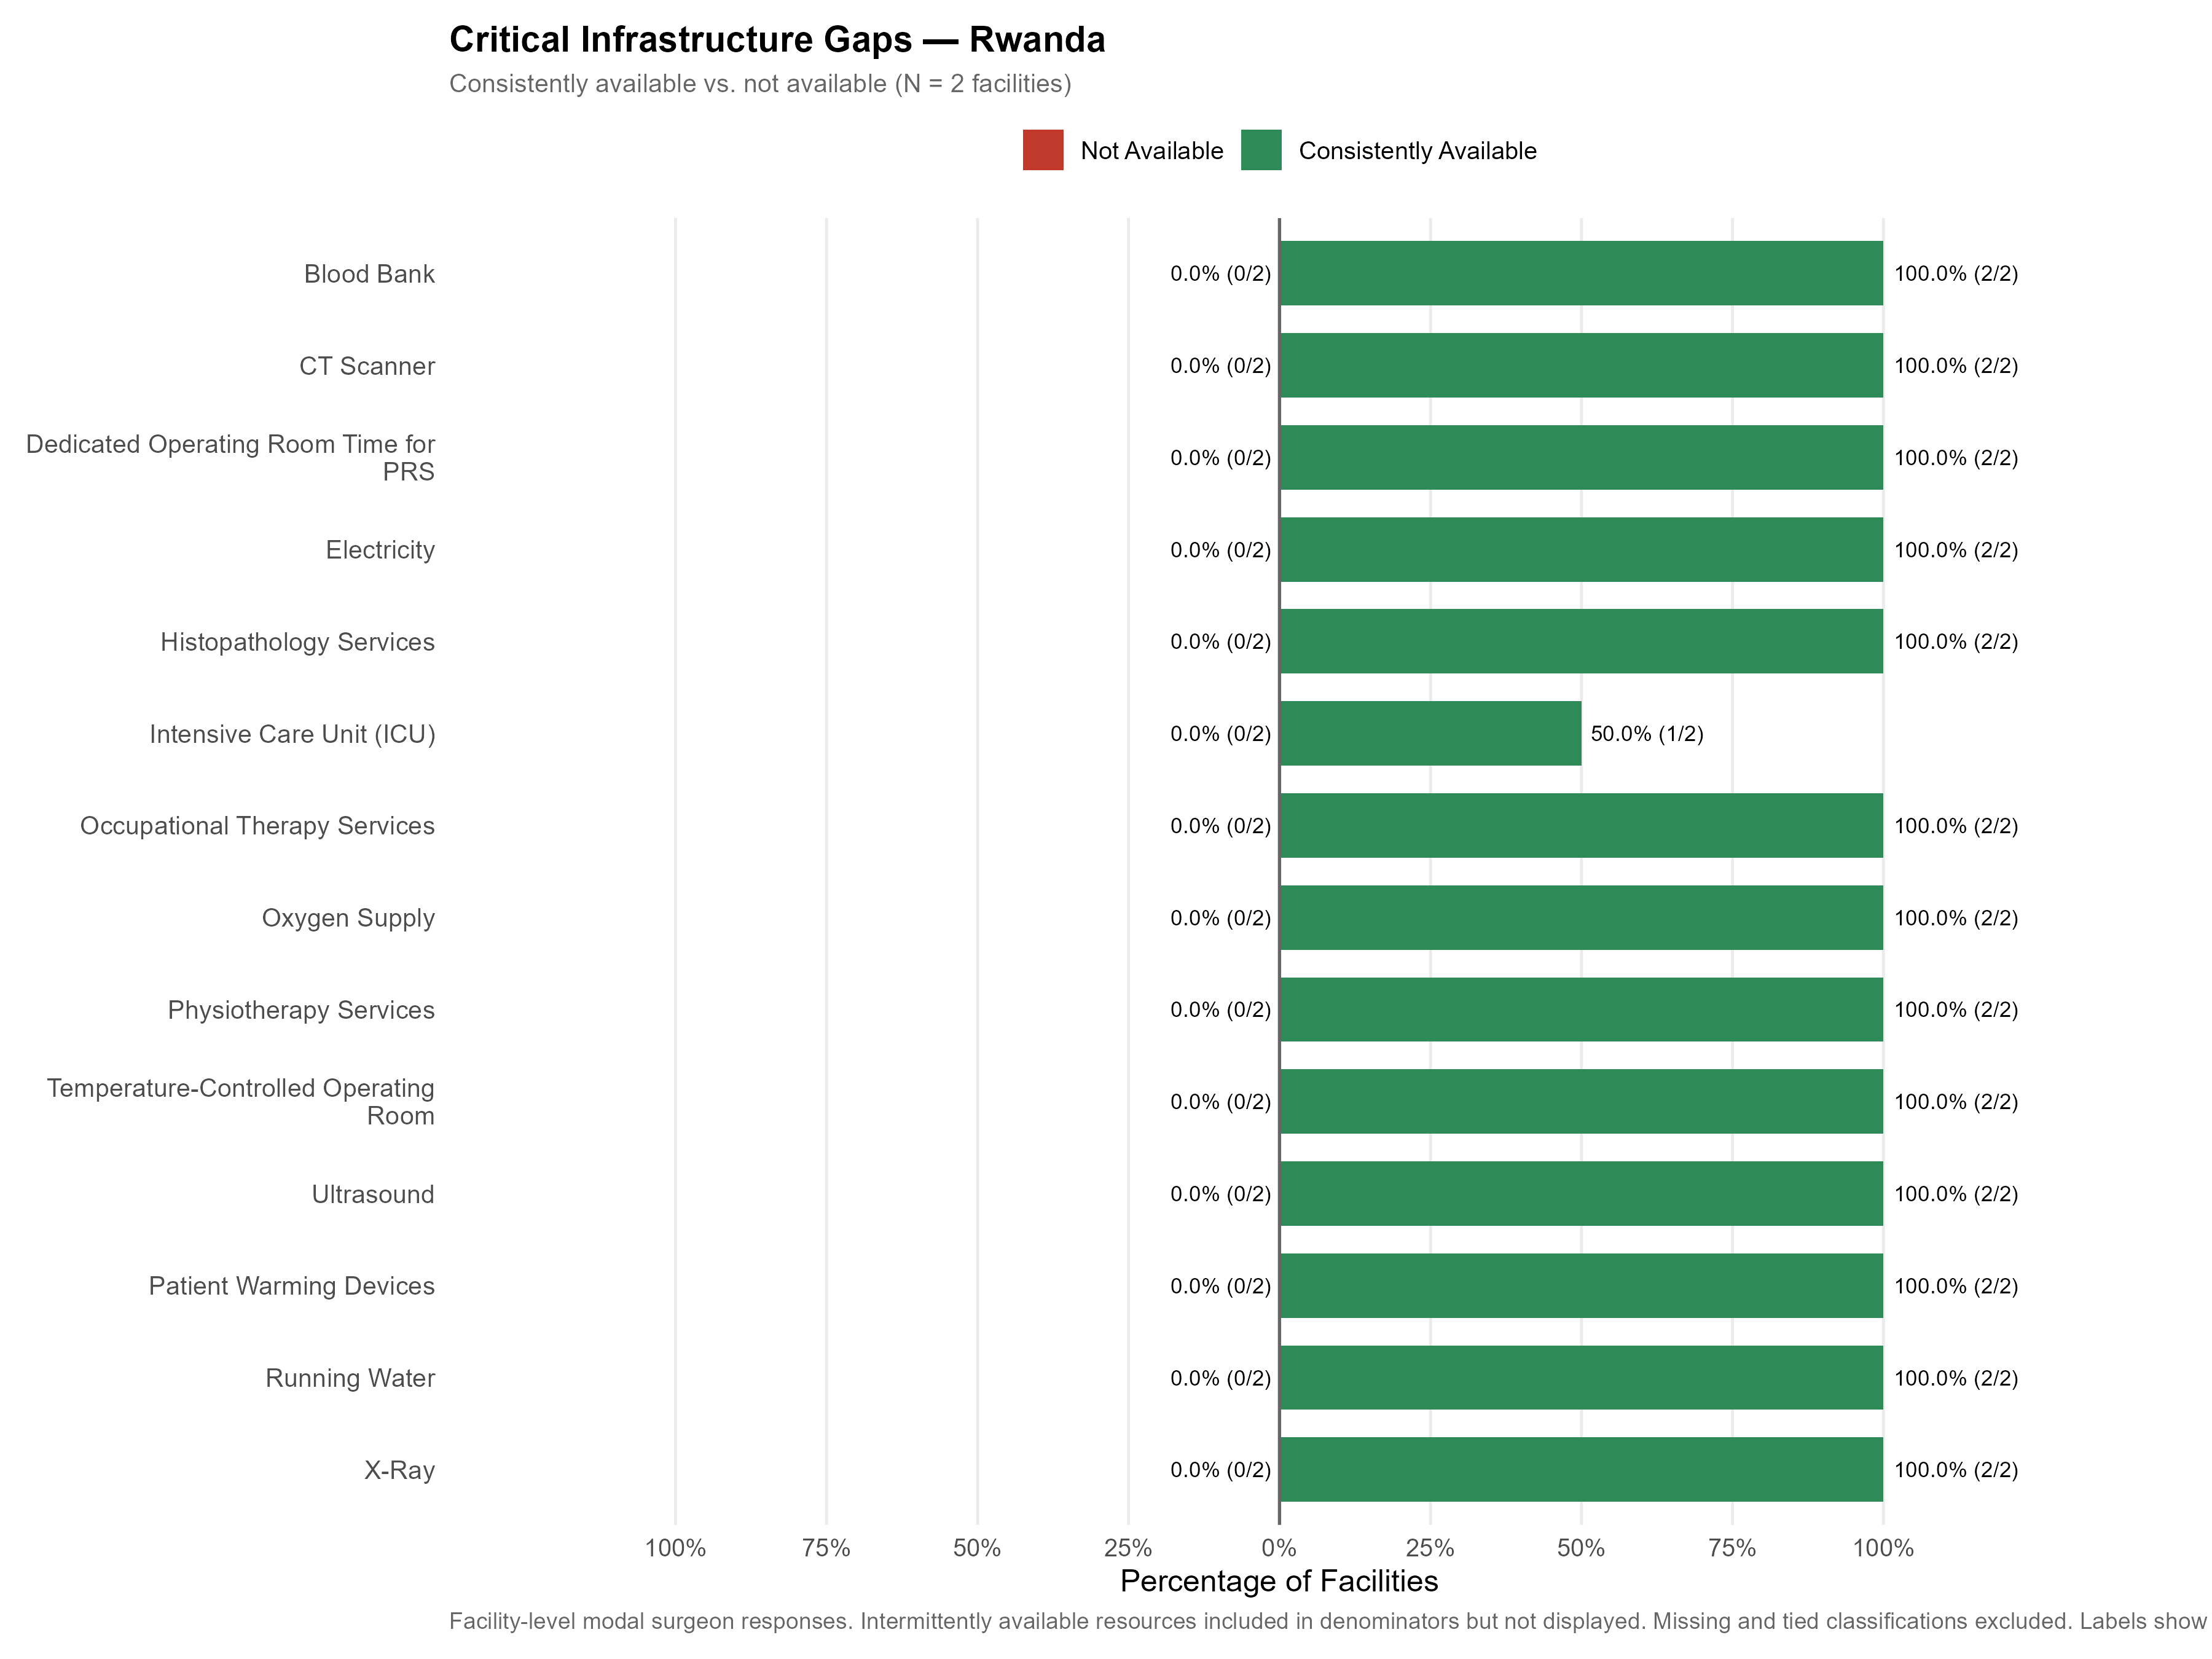 Critical Infrastructure Gaps — Rwanda
Consistently available vs. not available (N = 2 facilities)
Not Available Consistently Available
Blood Bank 0.0% (0/2) 100.0% (2/2)
CT Scanner 0.0% (0/2) 100.0% (2/2)
Dedicated Operating Room Time for
PRS 0.0% (0/2) 100.0% (2/2)
Electricity 0.0% (0/2) 100.0% (2/2)
Histopathology Services 0.0% (0/2) 100.0% (2/2)
Intensive Care Unit (ICU) 0.0% (0/2) 50.0% (1/2)
Occupational Therapy Services 0.0% (0/2) 100.0% (2/2)
Oxygen Supply 0.0% (0/2) 100.0% (2/2)
Physiotherapy Services 0.0% (0/2) 100.0% (2/2)
Temperature-Controlled Operating
Room 0.0% (0/2) 100.0% (2/2)
Ultrasound 0.0% (0/2) 100.0% (2/2)
Patient Warming Devices 0.0% (0/2) 100.0% (2/2)
Running Water 0.0% (0/2) 100.0% (2/2)
X-Ray 0.0% (0/2) 100.0% (2/2)
100% 75% 50% 25% 0% 25% 50% 75% 100%
Percentage of Facilities
Facility-level modal surgeon responses. Intermittently available resources included in denominators but not displayed. Missing and tied classifications excluded. Labels show